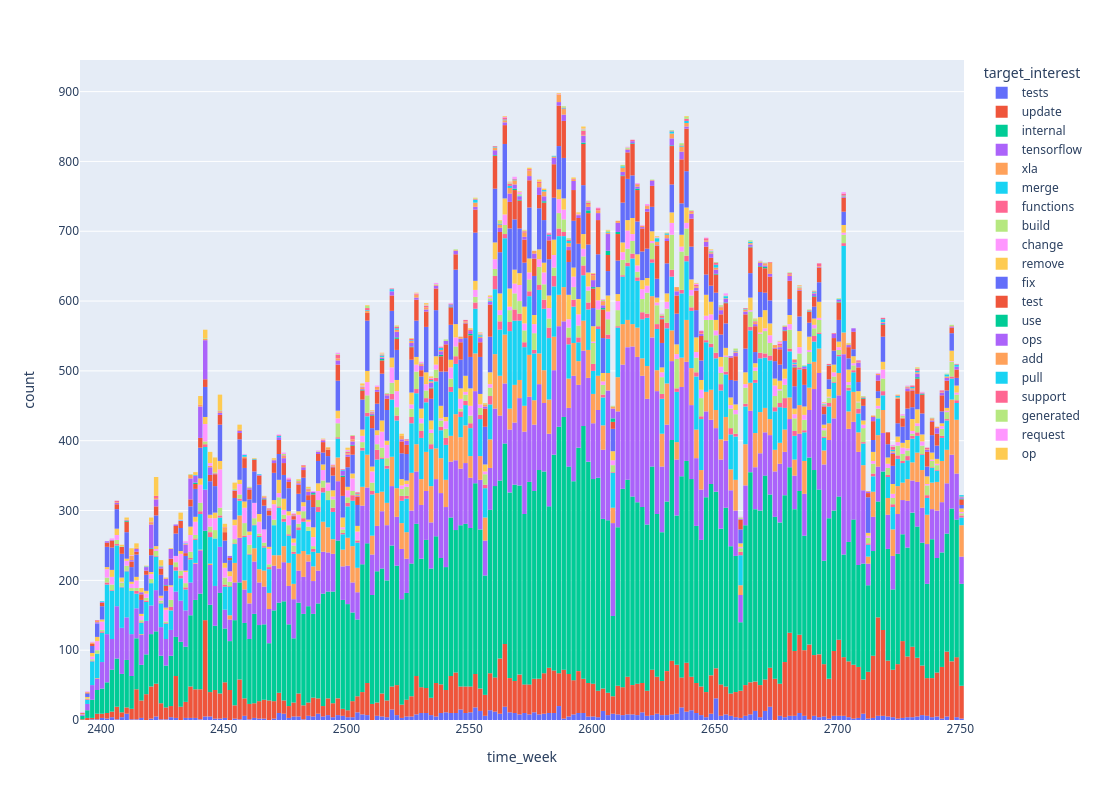 target_interest
tests
update
internal
tensorflow
xla
merge
functions
build
change
remove
fix
test
use
ops
add
pull
support
generated
request
op
900
800
700
600
500
400
300
200
100
0
count
2400
2450
2500
2550
2600
2650
2700
2750
time_week